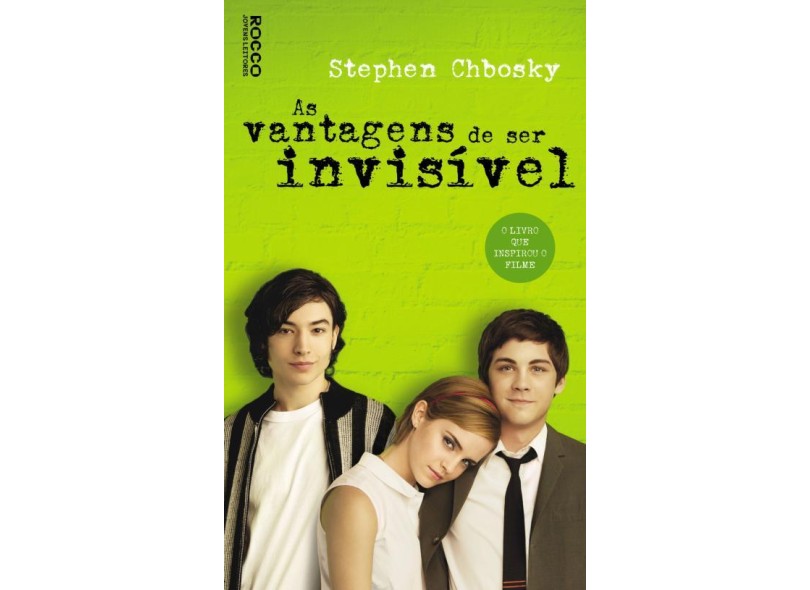 ROCCO
JOVENS LEITORES
Stephen Chbosky
As
vantagens de ser
invisível
O LIVRO
QUE
INSPIROU O
FILME